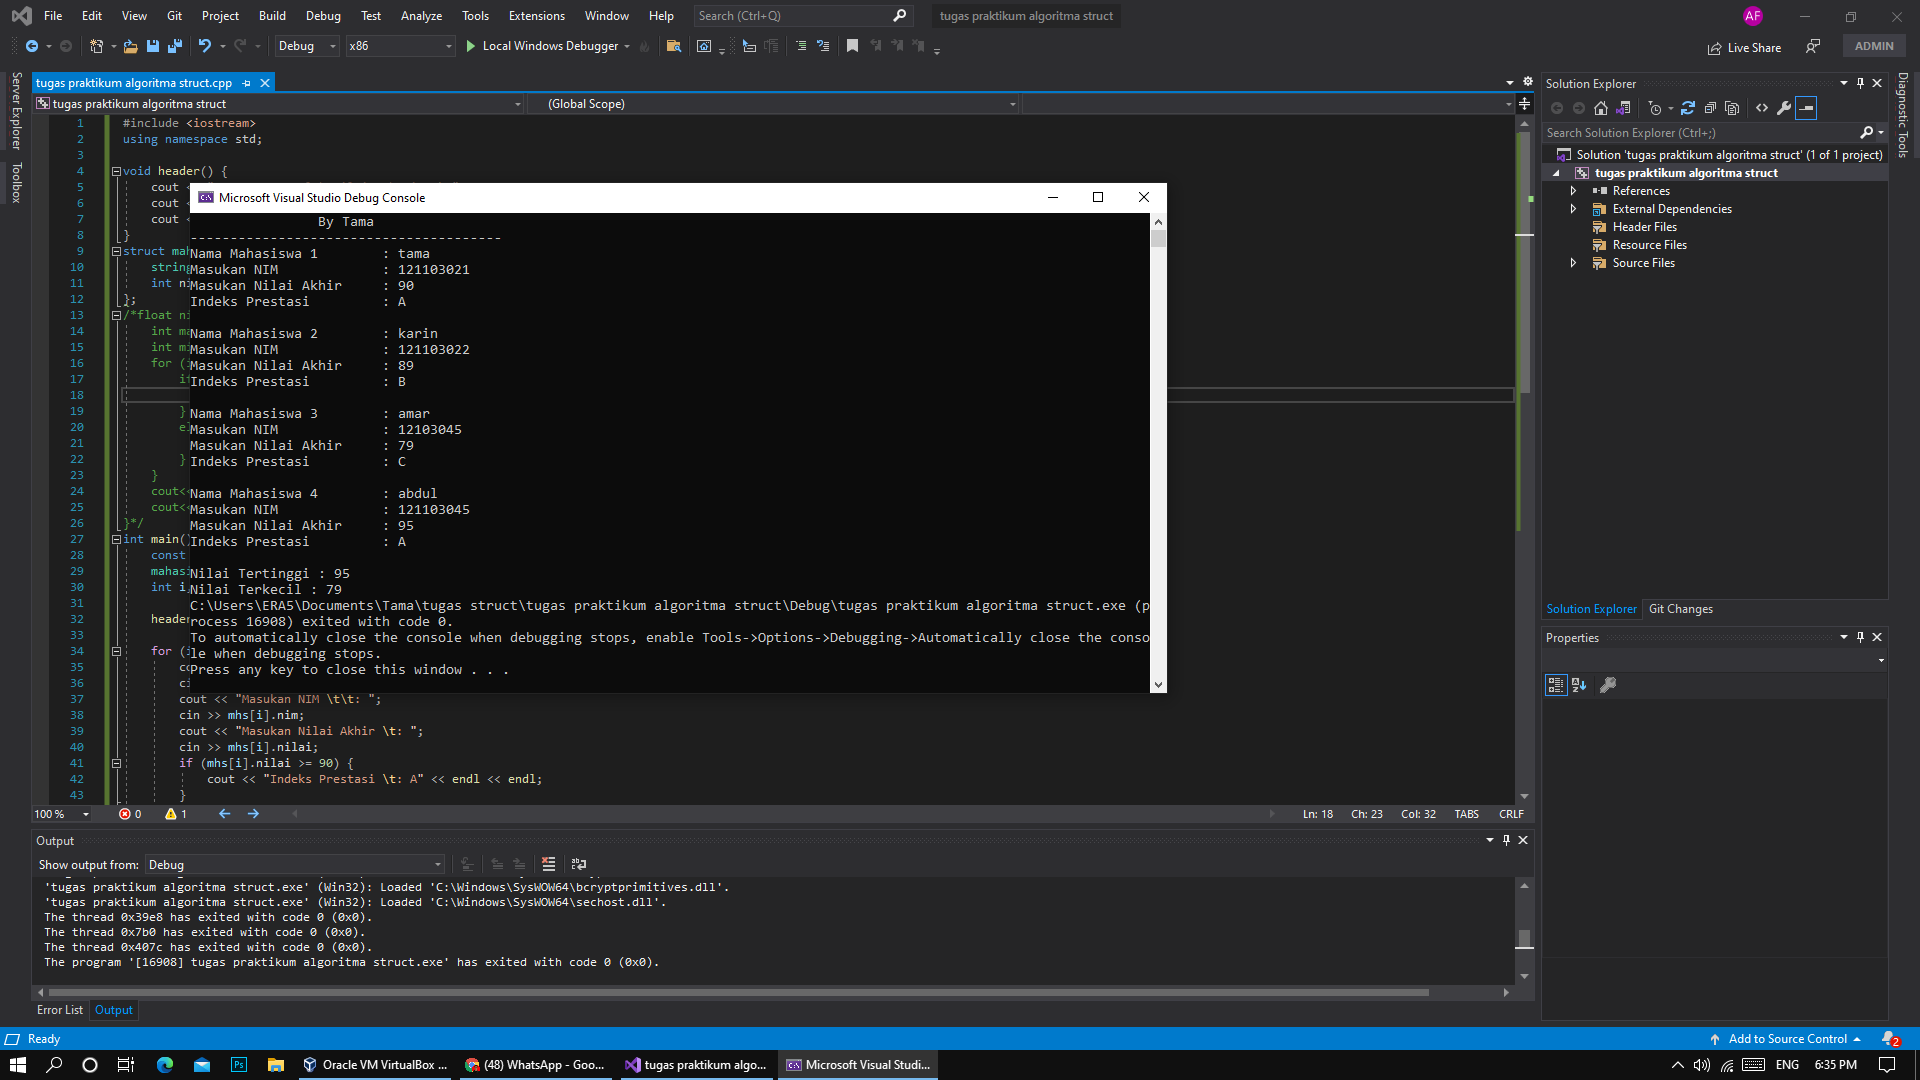 File Edit View Git Project Build Debug Test Analyze Tools Extensions Window Help Search (Ctrl+Q) tugas praktikum algoritma struct AF
Debug x86 Local Windows Debugger Live Share ADMIN
Server Explorer
Toolbox
tugas praktikum algoritma struct.cpp
tugas praktikum algoritma struct (Global Scope)
1 #include <iostream>
2 using namespace std;
3
4 void header() {
5 cout <
6 cout <
7 cout <
8 }
9 struct mah
10 string
11 int ni
12 };
13 /*float ni
14 int ma
15 int mi
16 for (i
17 i
18
19 }
20 e
21
22 }
23 }
24 cout<<
25 cout<<
26 }*/
27 int main()
28 const
29 mahasi
30 int i
31
32 header
33
34 for (i
35 co
36 ci
37 cout << "Masukan NIM \t\t: ";
38 cin >> mhs[i].nim;
39 cout << "Masukan Nilai Akhir \t: ";
40 cin >> mhs[i].nilai;
41 if (mhs[i].nilai >= 90) {
42 cout << "Indeks Prestasi \t: A" << endl << endl;
43 }
Microsoft Visual Studio Debug Console
By Tama
---------------------------------------
Nama Mahasiswa 1 : tama
Masukan NIM : 121103021
Masukan Nilai Akhir : 90
Indeks Prestasi : A
Nama Mahasiswa 2 : karin
Masukan NIM : 121103022
Masukan Nilai Akhir : 89
Indeks Prestasi : B
Nama Mahasiswa 3 : amar
Masukan NIM : 12103045
Masukan Nilai Akhir : 79
Indeks Prestasi : C
Nama Mahasiswa 4 : abdul
Masukan NIM : 121103045
Masukan Nilai Akhir : 95
Indeks Prestasi : A
Nilai Tertinggi : 95
Nilai Terkecil : 79
C:\Users\ERA5\Documents\Tama\tugas struct\tugas praktikum algoritma struct\Debug\tugas praktikum algoritma struct.exe (p
rocess 16908) exited with code 0.
To automatically close the console when debugging stops, enable Tools->Options->Debugging->Automatically close the conso
le when debugging stops.
Press any key to close this window . . .
100 % 0 1 Ln: 18 Ch: 23 Col: 32 TABS CRLF
Output
Show output from: Debug
'tugas praktikum algoritma struct.exe' (Win32): Loaded 'C:\Windows\SysWOW64\bcryptprimitives.dll'.
'tugas praktikum algoritma struct.exe' (Win32): Loaded 'C:\Windows\SysWOW64\sechost.dll'.
The thread 0x39e8 has exited with code 0 (0x0).
The thread 0x7b0 has exited with code 0 (0x0).
The thread 0x407c has exited with code 0 (0x0).
The program '[16908] tugas praktikum algoritma struct.exe' has exited with code 0 (0x0).
Error List Output
Solution Explorer
Search Solution Explorer (Ctrl+;)
Solution 'tugas praktikum algoritma struct' (1 of 1 project)
tugas praktikum algoritma struct
References
External Dependencies
Header Files
Resource Files
Source Files
Solution Explorer Git Changes
Properties
Diagnostic Tools
Ready Add to Source Control 2
Oracle VM VirtualBox ... (48) WhatsApp - Goo... tugas praktikum algo... Microsoft Visual Studi... ENG 6:35 PM